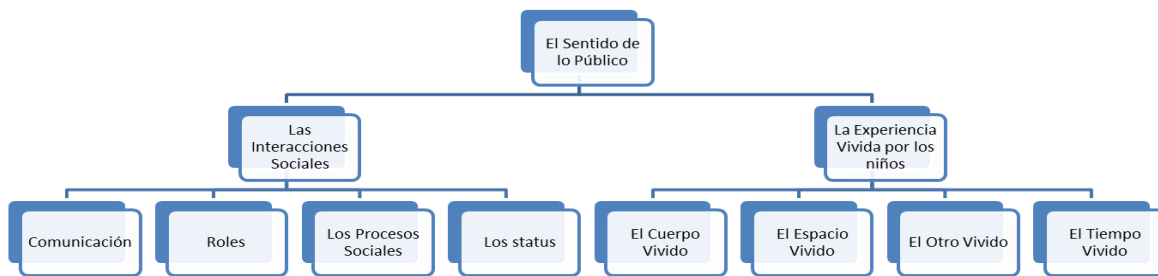 El Sentido de
lo Público
Las
Interacciones
Sociales
La Experiencia
Vivida por los
niños
Comunicación
Roles
Los Procesos
Sociales
Los status
El Cuerpo
Vivido
El Espacio
Vivido
El Otro Vivido
El Tiempo
Vivido